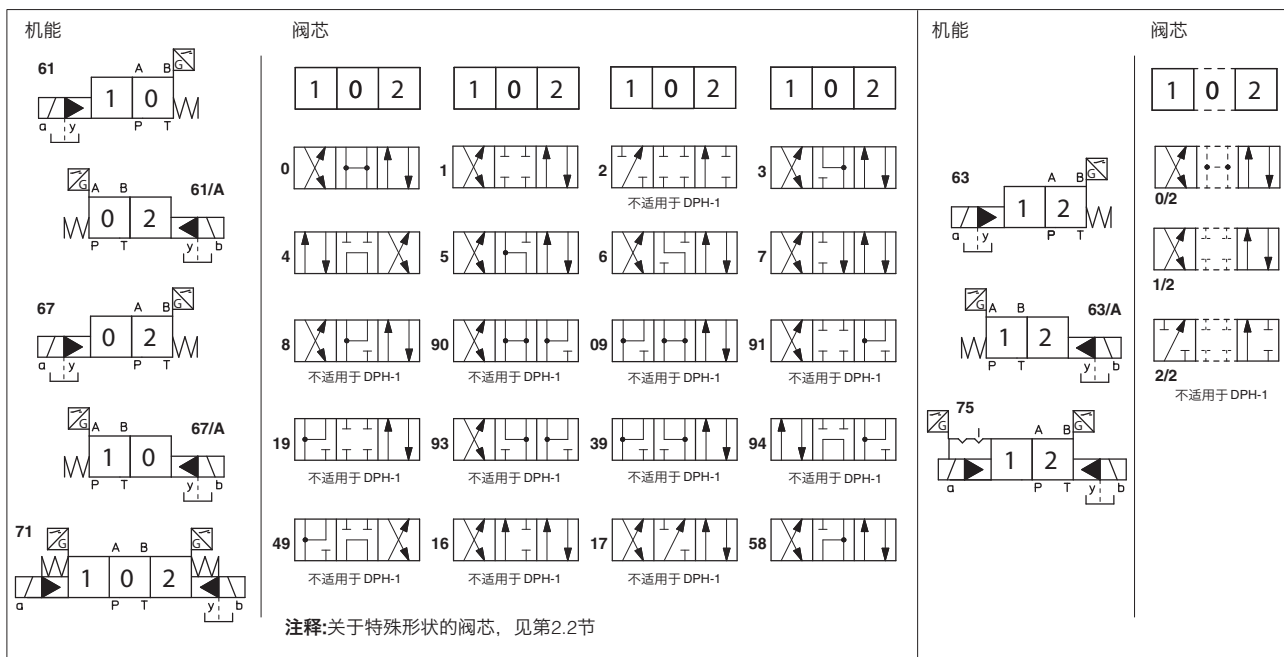 机能
阀芯
机能
阀芯
61
A B
G
1 0
a y P T
1 0 2
1 0 2
1 0 2
1 0 2
1 0 2
0
1
2
不适用于 DPH-1
3
0/2
G
A B
61/A
0 2
P T y b
63
A B
G
1 2
a y P T
4
5
6
7
1/2
67
A B
G
0 2
a y P T
8
不适用于 DPH-1
90
不适用于 DPH-1
09
不适用于 DPH-1
91
不适用于 DPH-1
G
A B
63/A
1 2
P T y b
2/2
不适用于 DPH-1
G
A B
67/A
1 0
P T y b
19
不适用于 DPH-1
93
不适用于 DPH-1
39
不适用于 DPH-1
94
不适用于 DPH-1
75
G
A B
G
1 2
a P T y b
71
G
A B
G
1 0 2
a P T y b
49
不适用于 DPH-1
16
不适用于 DPH-1
17
不适用于 DPH-1
58
注释:关于特殊形状的阀芯，见第2.2节